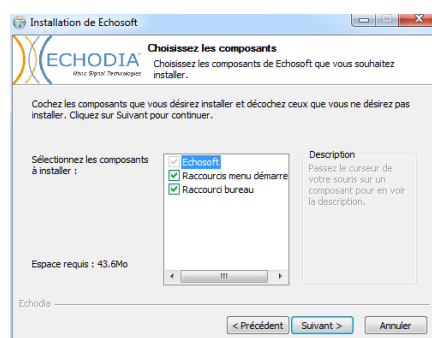 Installation de Echosoft
ECHODIA
Nano Signal Technologies
Choisissez les composants
Choisissez les composants de Echosoft que vous souhaitez
installer.
Cochez les composants que vous désirez installer et décochez ceux que vous ne désirez pas
installer. Cliquez sur Suivant pour continuer.
Sélectionnez les composants
à installer :
Echosoft
Raccourcis menu démarre
Raccourci bureau
Description
Passez le curseur de
votre souris sur un
composant pour en voir
la description.
Espace requis : 43.6Mo
Echodia
< Précédent
Suivant >
Annuler